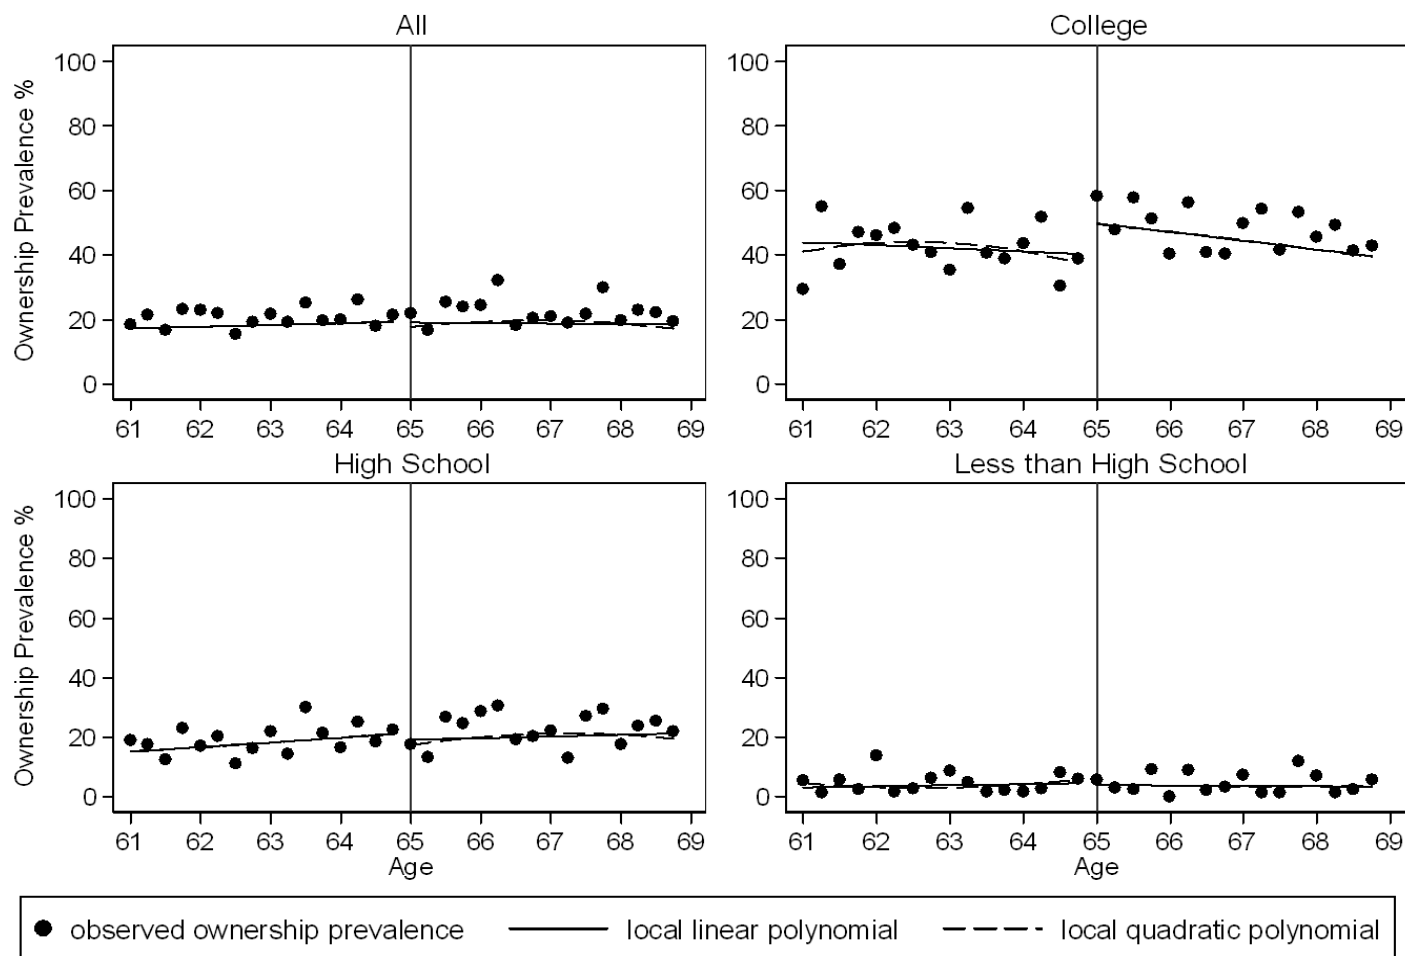 All
College
Ownership Prevalence %
100
80
60
40
20
0
61 62 63 64 65 66 67 68 69
100
80
60
40
20
0
61 62 63 64 65 66 67 68 69
High School
Less than High School
Ownership Prevalence %
100
80
60
40
20
0
61 62 63 64 65 66 67 68 69
Age
100
80
60
40
20
0
61 62 63 64 65 66 67 68 69
Age
observed ownership prevalence local linear polynomial local quadratic polynomial